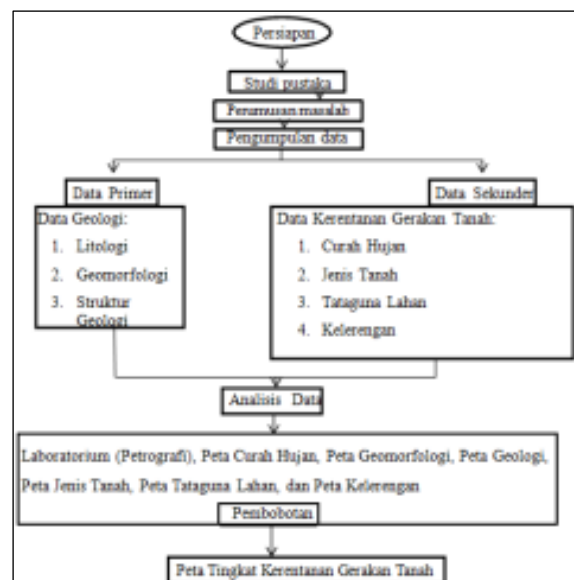 Persiapan
Studi pustaka
Perumusan masalah
Pengumpulan data
Data Primer
Data Sekunder
Data Geologi:
1. Litologi
2. Geomorfologi
3. Struktur
Geologi
Data Kerentanan Gerakan Tanah:
1. Curah Hujan
2. Jenis Tanah
3. Tataguna Lahan
4. Kelerengan
Analisis Data
Laboratorium (Petrografi), Peta Curah Hujan, Peta Geomorfologi, Peta Geologi,
Peta Jenis Tanah, Peta Tataguna Lahan, dan Peta Kelerengan
Pembobotan
Peta Tingkat Kerentanan Gerakan Tanah